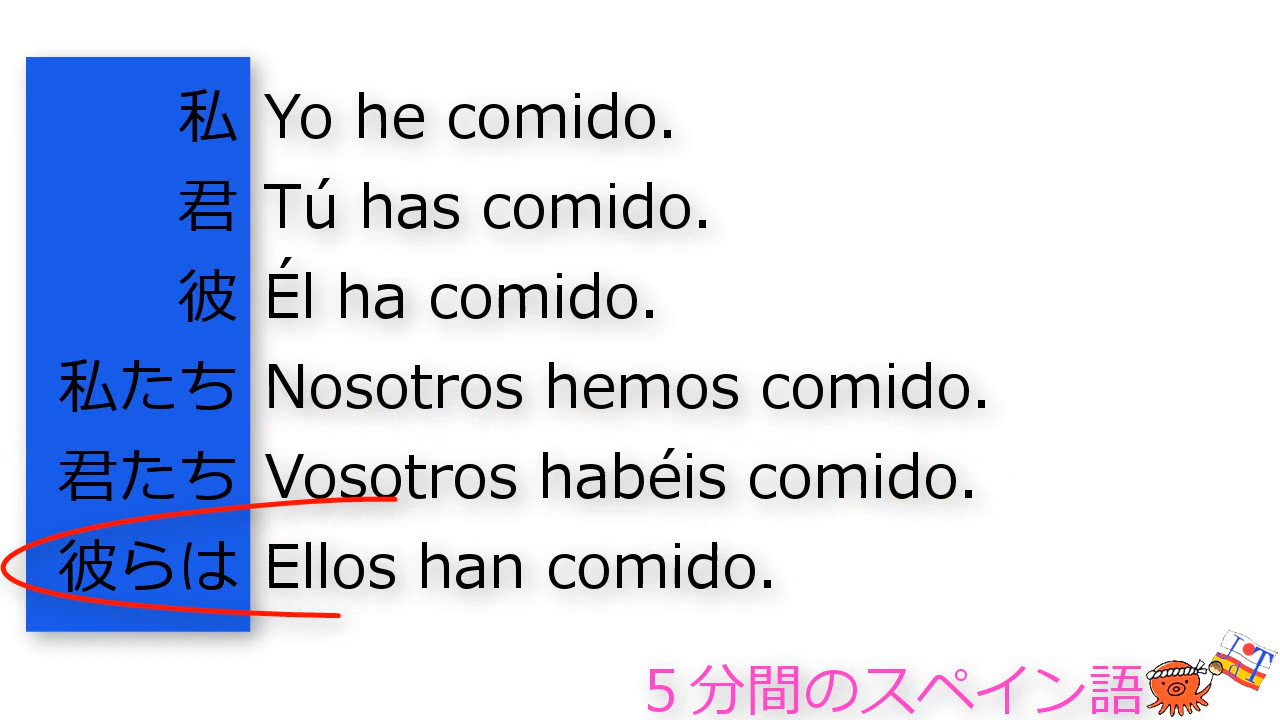 私 Yo he comido.
君 Tú has comido.
彼 Él ha comido.
私たち Nosotros hemos comido.
君たち Vosotros habéis comido.
彼らは Ellos han comido.
５分間のスペイン語